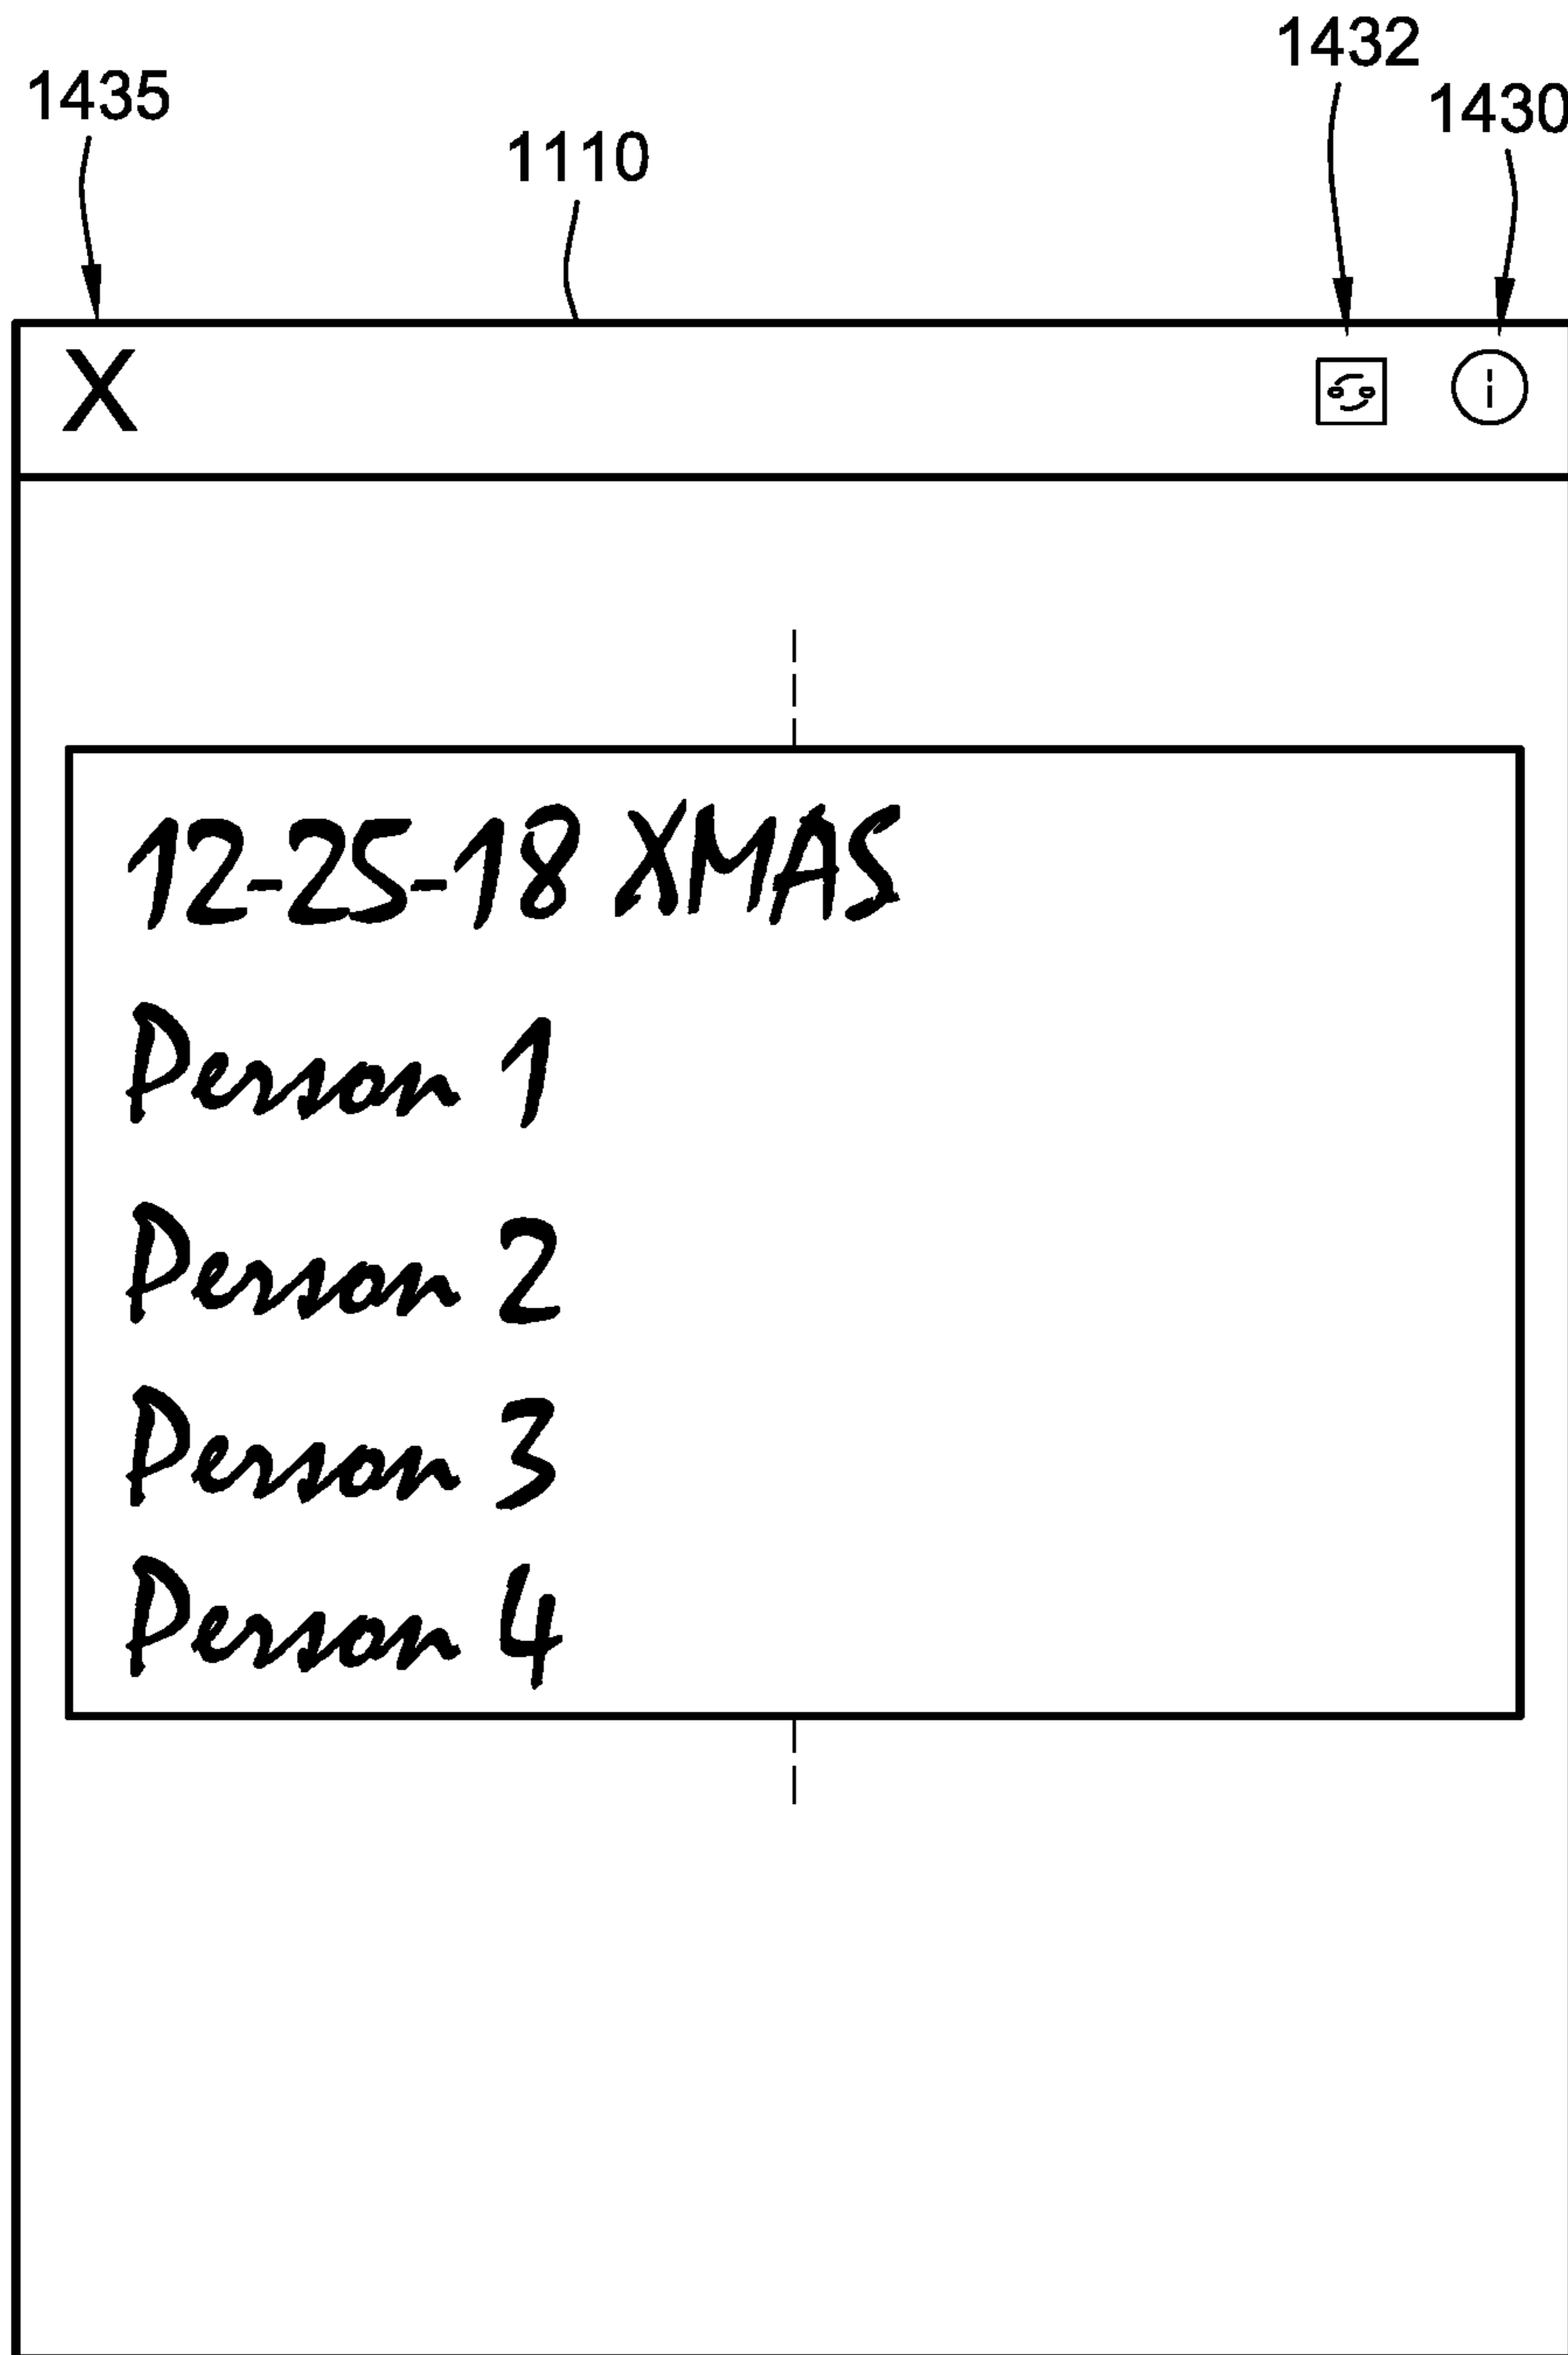 1432
1435
1430
1110
X
i
12-25-18 XMAS
Person 1
Person 2
Person 3
Person 4